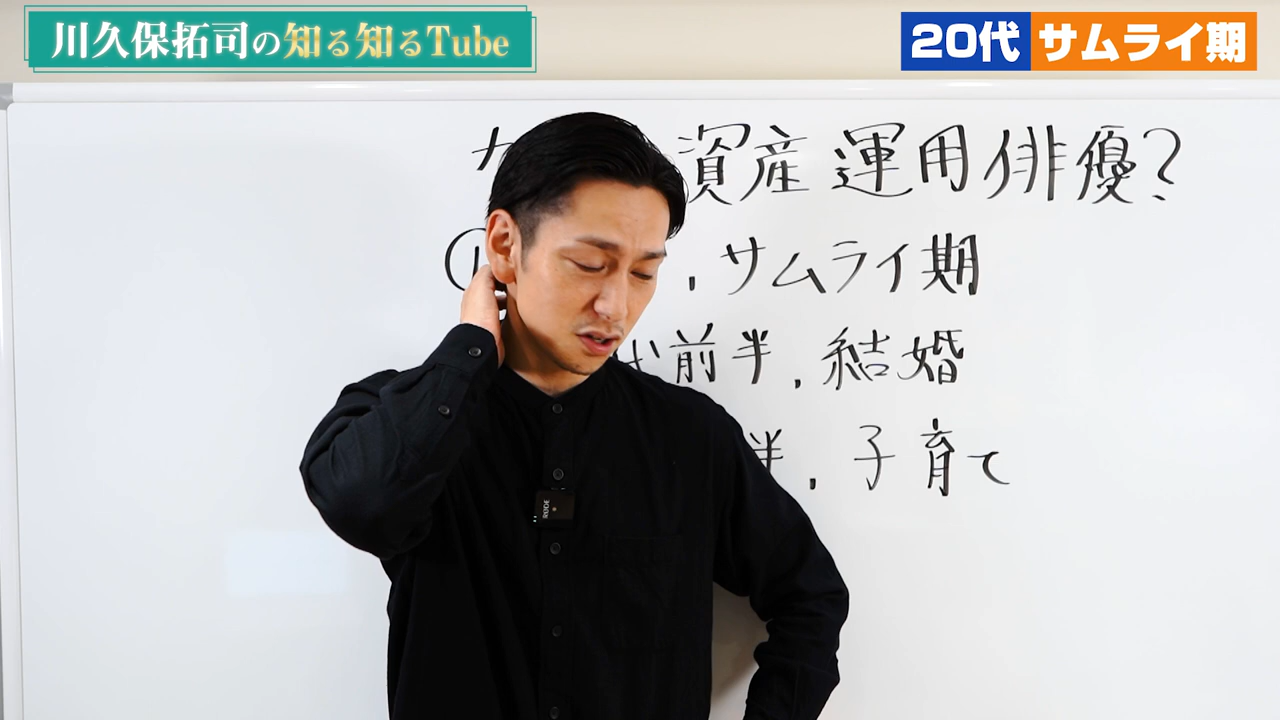 川久保拓司の知る知るTube
20代 サムライ期
資産運用俳優?
, サムライ期
前半, 結婚
半, 子育て
RØDE